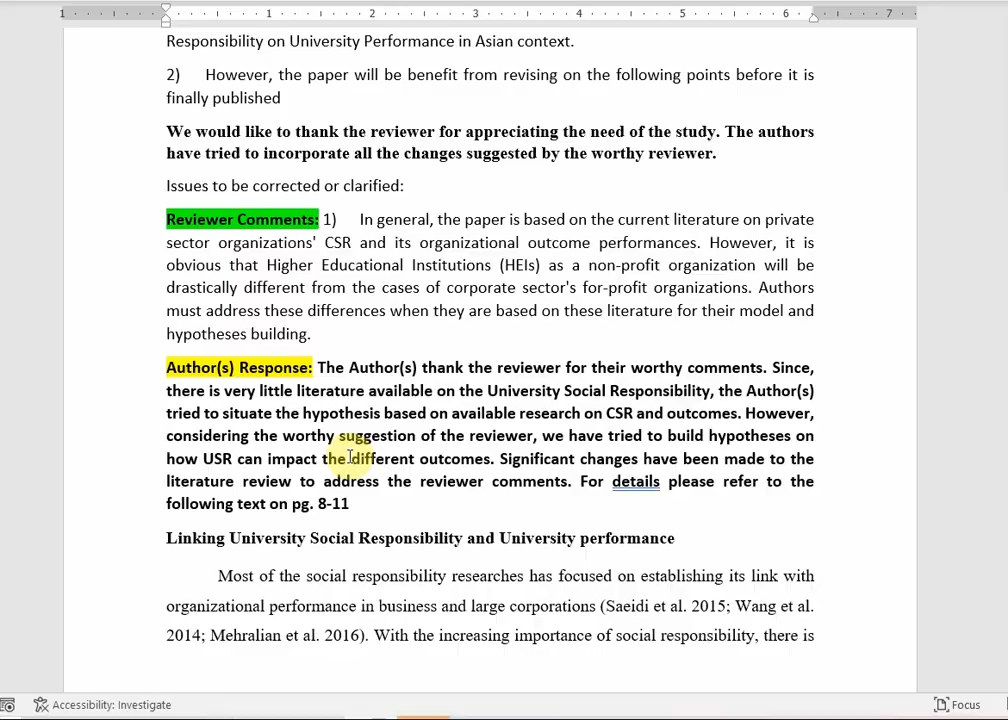 1 1 2 3 4 5 6 7
Responsibility on University Performance in Asian context.
2) However, the paper will be benefit from revising on the following points before it is
finally published
We would like to thank the reviewer for appreciating the need of the study. The authors
have tried to incorporate all the changes suggested by the worthy reviewer.
Issues to be corrected or clarified:
Reviewer Comments: 1) In general, the paper is based on the current literature on private
sector organizations' CSR and its organizational outcome performances. However, it is
obvious that Higher Educational Institutions (HEIs) as a non-profit organization will be
drastically different from the cases of corporate sector's for-profit organizations. Authors
must address these differences when they are based on these literature for their model and
hypotheses building.
Author(s) Response: The Author(s) thank the reviewer for their worthy comments. Since,
there is very little literature available on the University Social Responsibility, the Author(s)
tried to situate the hypothesis based on available research on CSR and outcomes. However,
considering the worthy suggestion of the reviewer, we have tried to build hypotheses on
how USR can impact the different outcomes. Significant changes have been made to the
literature review to address the reviewer comments. For details please refer to the
following text on pg. 8-11
Linking University Social Responsibility and University performance
Most of the social responsibility researches has focused on establishing its link with
organizational performance in business and large corporations (Saeidi et al. 2015; Wang et al.
2014; Mehralian et al. 2016). With the increasing importance of social responsibility, there is
Accessibility: Investigate Focus